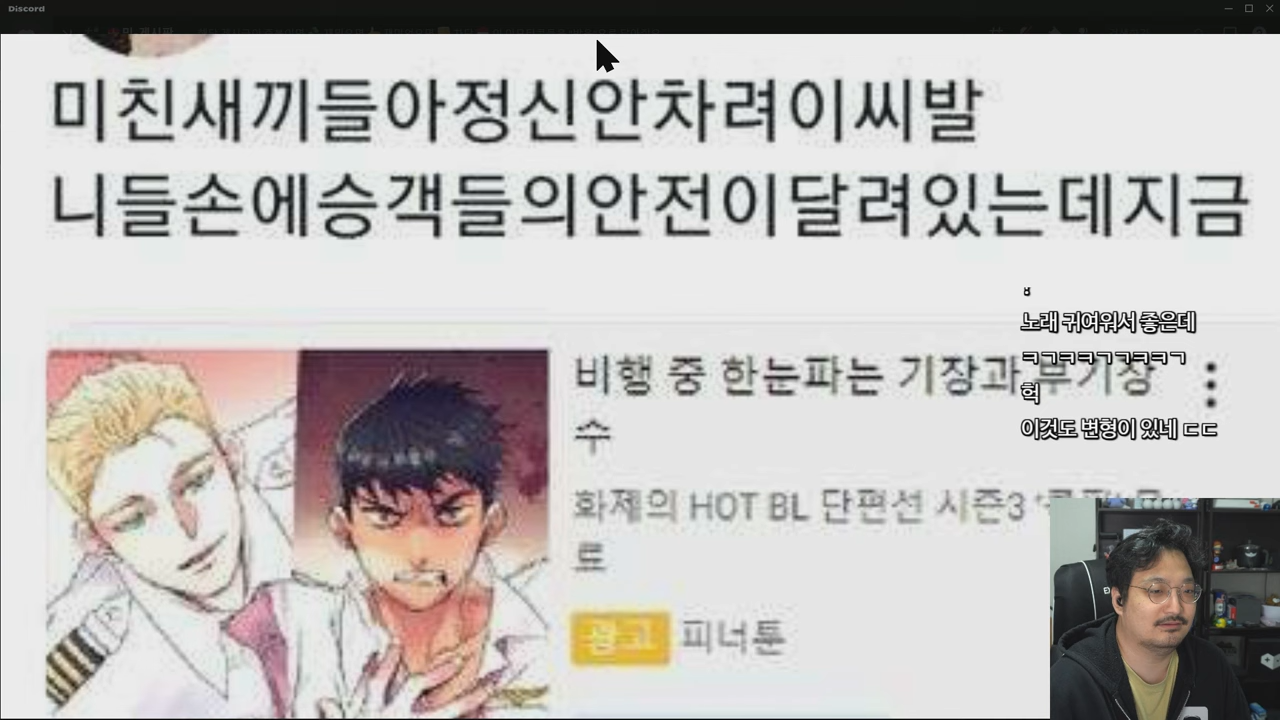 Discord
미친새끼들아정신안차려이씨발
니들손에승객들의안전이달려있는데지금
노래 귀여워서 좋은데
ㅋㄱㅋㅋㄱㄱㅋㅋㄱ
헉
이것도 변형이 있네 ㄷㄷ
비행 중 한눈파는 기장과 부기장
수
화제의 HOT BL 단편선 시즌3
료
광고 피너툰